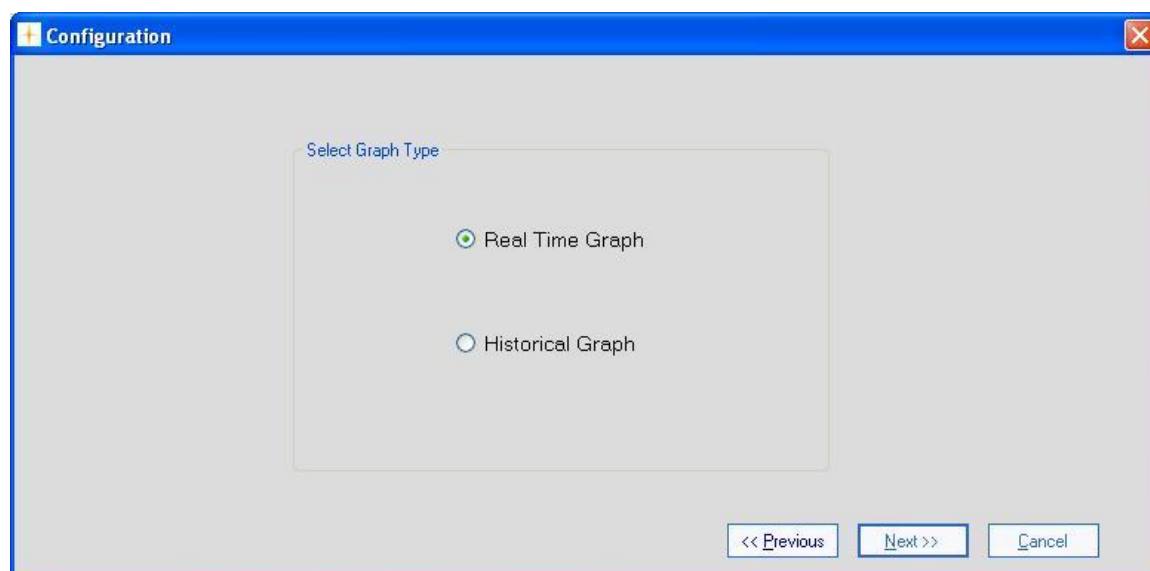 Configuration
Select Graph Type
Real Time Graph
Historical Graph
<< Previous Next >> Cancel